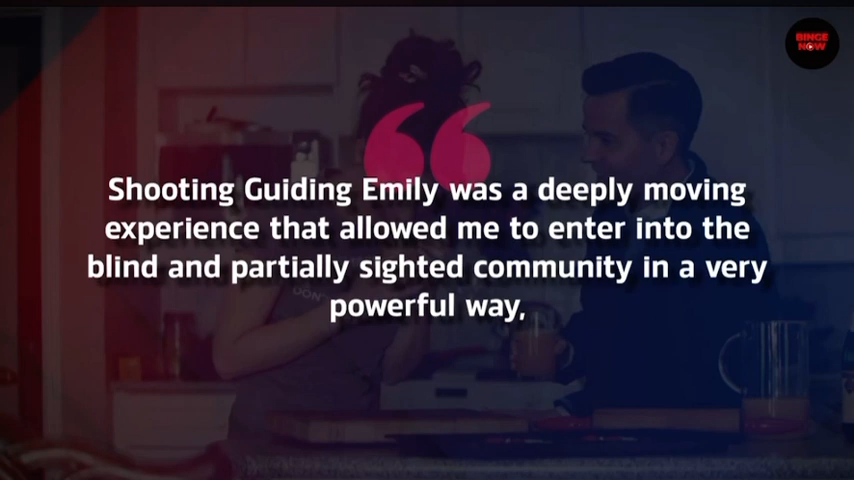 BINGE
NOW
Shooting Guiding Emily was a deeply moving
experience that allowed me to enter into the
blind and partially sighted community in a very
powerful way,